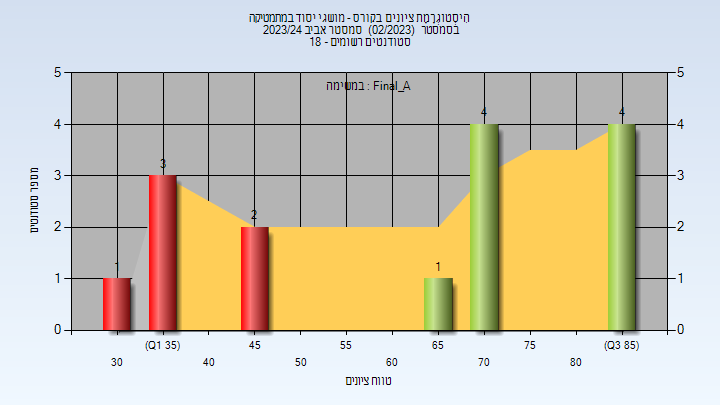 היסטוגרמת ציונים בקורס - מושגי יסוד במתמטיקה
בסמסטר (02/2023) סמסטר אביב 2023/24
סטודנטים רשומים - 18
במשימה : Final_A
מספר סטודנטים
5 5
4 4
3 3
2 2
1 1
0 0
1 3 2 1 4 4
(Q1 35) 45 55 65 75 (Q3 85)
30 40 50 60 70 80
טווח ציונים